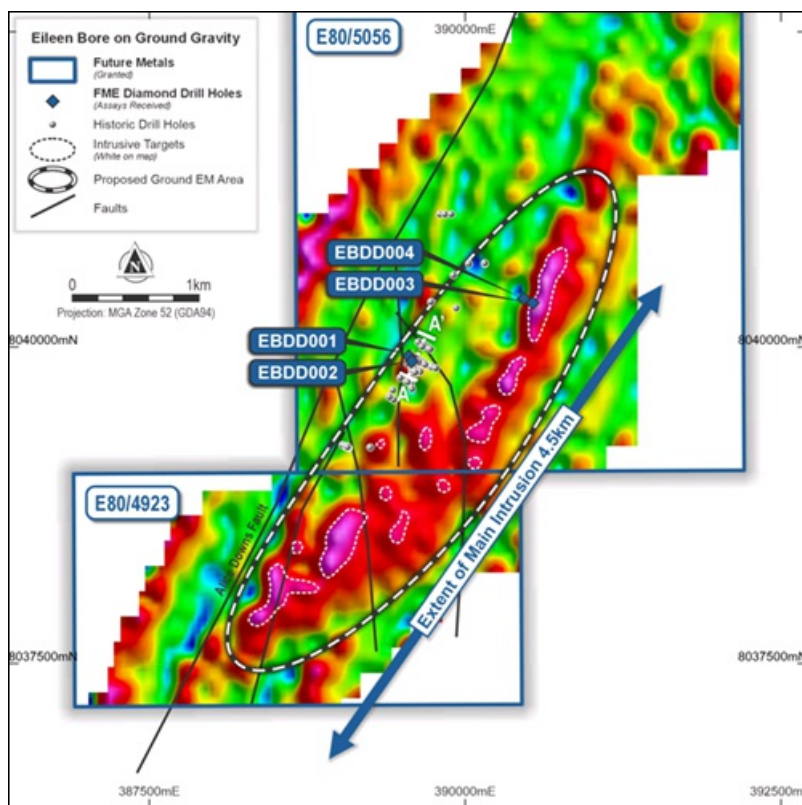 Eileen Bore on Ground Gravity
Future Metals
(Granted)
FME Diamond Drill Holes
(Assays Received)
Historic Drill Holes
Intrusive Targets
(White on map)
Proposed Ground EM Area
Faults
N
0 1km
Projection: MGA Zone 52 (GDA94)
E80/5056
390000mE
392500mE
EBDD004
EBDD003
8040000mN
8040000mN
EBDD001
EBDD002
A'
A
E80/4923
Alice Downs Fault
Extent of Main Intrusion 4.5km
8037500mN
8037500mN
387500mE
390000mE
392500mE